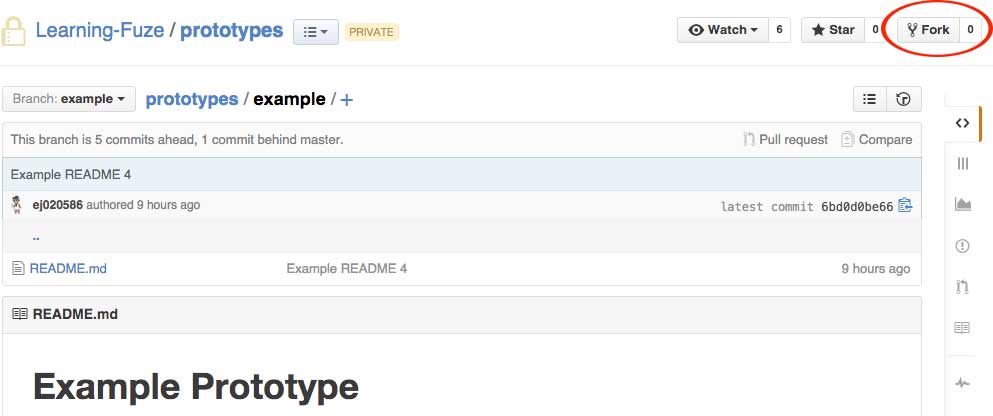 Learning-Fuze / prototypes PRIVATE Watch 6 Star 0 Fork 0
Branch: example prototypes / example / +
This branch is 5 commits ahead, 1 commit behind master. Pull request Compare
Example README 4
ej020586 authored 9 hours ago latest commit 6bd0d0be66
..
README.md Example README 4 9 hours ago
README.md
Example Prototype